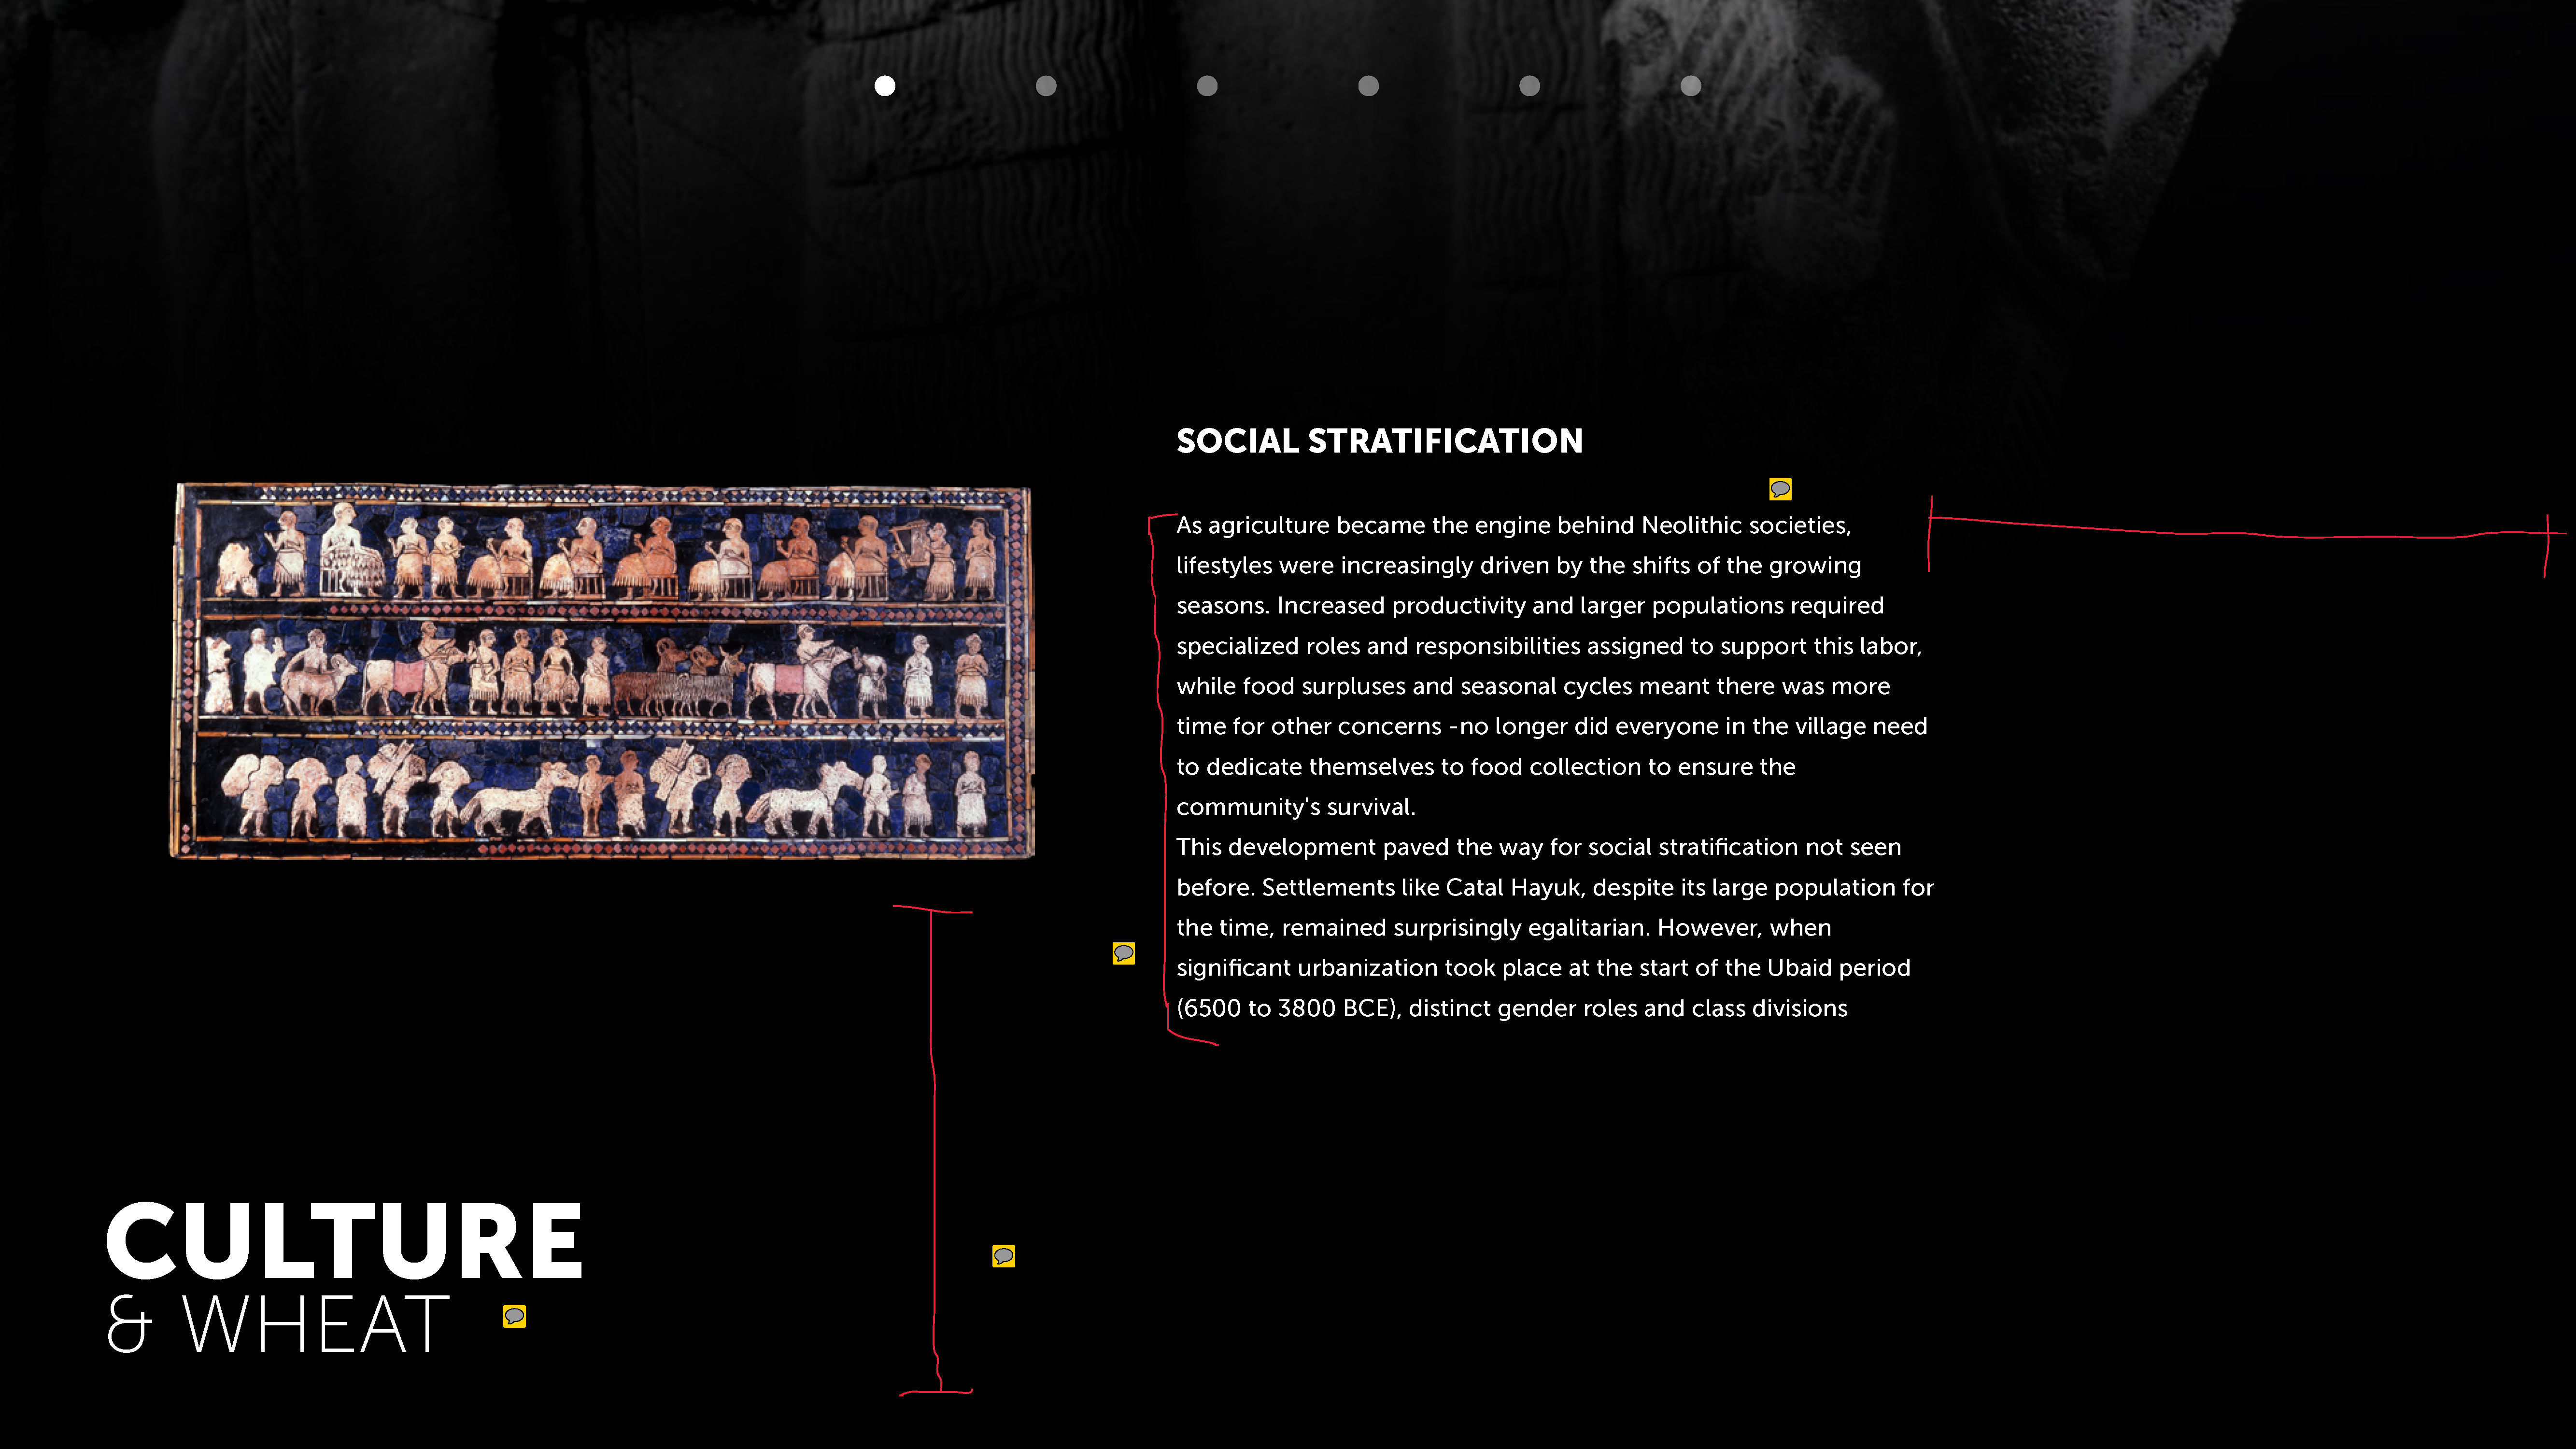 SOCIAL STRATIFICATION
As agriculture became the engine behind Neolithic societies,
lifestyles were increasingly driven by the shifts of the growing
seasons. Increased productivity and larger populations required
specialized roles and responsibilities assigned to support this labor,
while food surpluses and seasonal cycles meant there was more
time for other concerns -no longer did everyone in the village need
to dedicate themselves to food collection to ensure the
community's survival.
This development paved the way for social stratification not seen
before. Settlements like Catal Hayuk, despite its large population for
the time, remained surprisingly egalitarian. However, when
significant urbanization took place at the start of the Ubaid period
(6500 to 3800 BCE), distinct gender roles and class divisions
CULTURE
& WHEAT